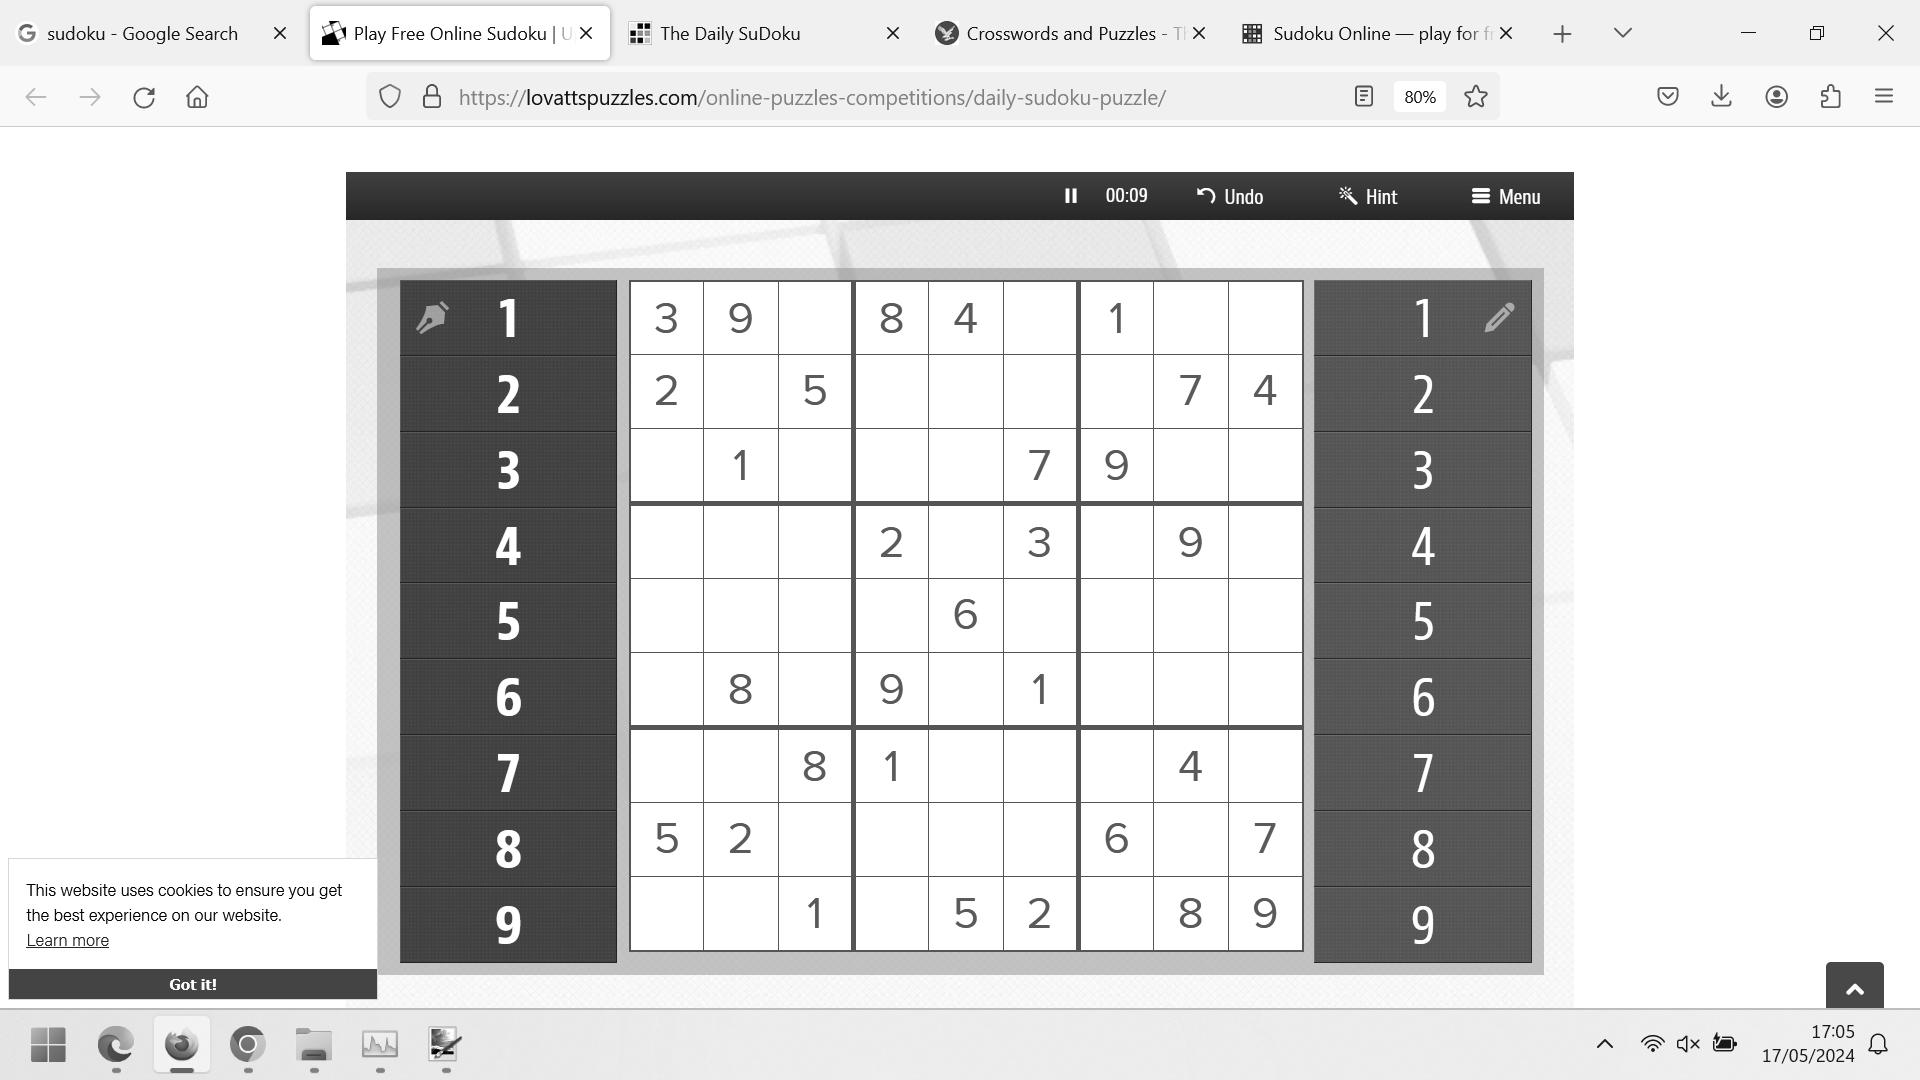 sudoku - Google Search
Play Free Online Sudoku | U
The Daily SuDoku
Crosswords and Puzzles - Th
Sudoku Online — play for fr
https://lovattspuzzles.com/online-puzzles-competitions/daily-sudoku-puzzle/
80%
00:09 Undo Hint Menu
1 3 9 8 4 1 1
2 2 5 7 4 2
3 1 7 9 3
4 2 3 9 4
5 6 5
6 8 9 1 6
7 8 1 4 7
8 5 2 6 7 8
9 1 5 2 8 9 9
This website uses cookies to ensure you get
the best experience on our website.
Learn more
Got it!
17:05
17/05/2024